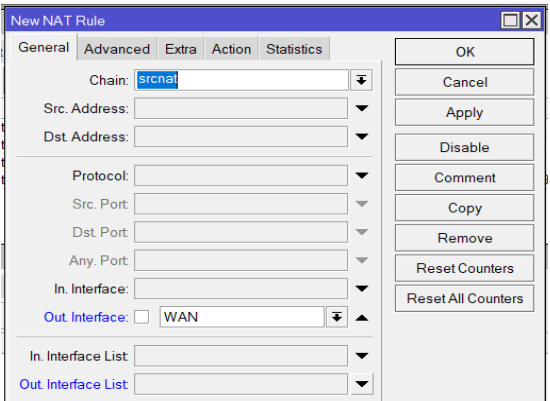 New NAT Rule
General Advanced Extra Action Statistics
Chain: srcnat
Src. Address:
Dst. Address:
Protocol:
Src. Port:
Dst. Port:
Any. Port:
In. Interface:
Out. Interface: WAN
In. Interface List:
Out. Interface List:
OK
Cancel
Apply
Disable
Comment
Copy
Remove
Reset Counters
Reset All Counters